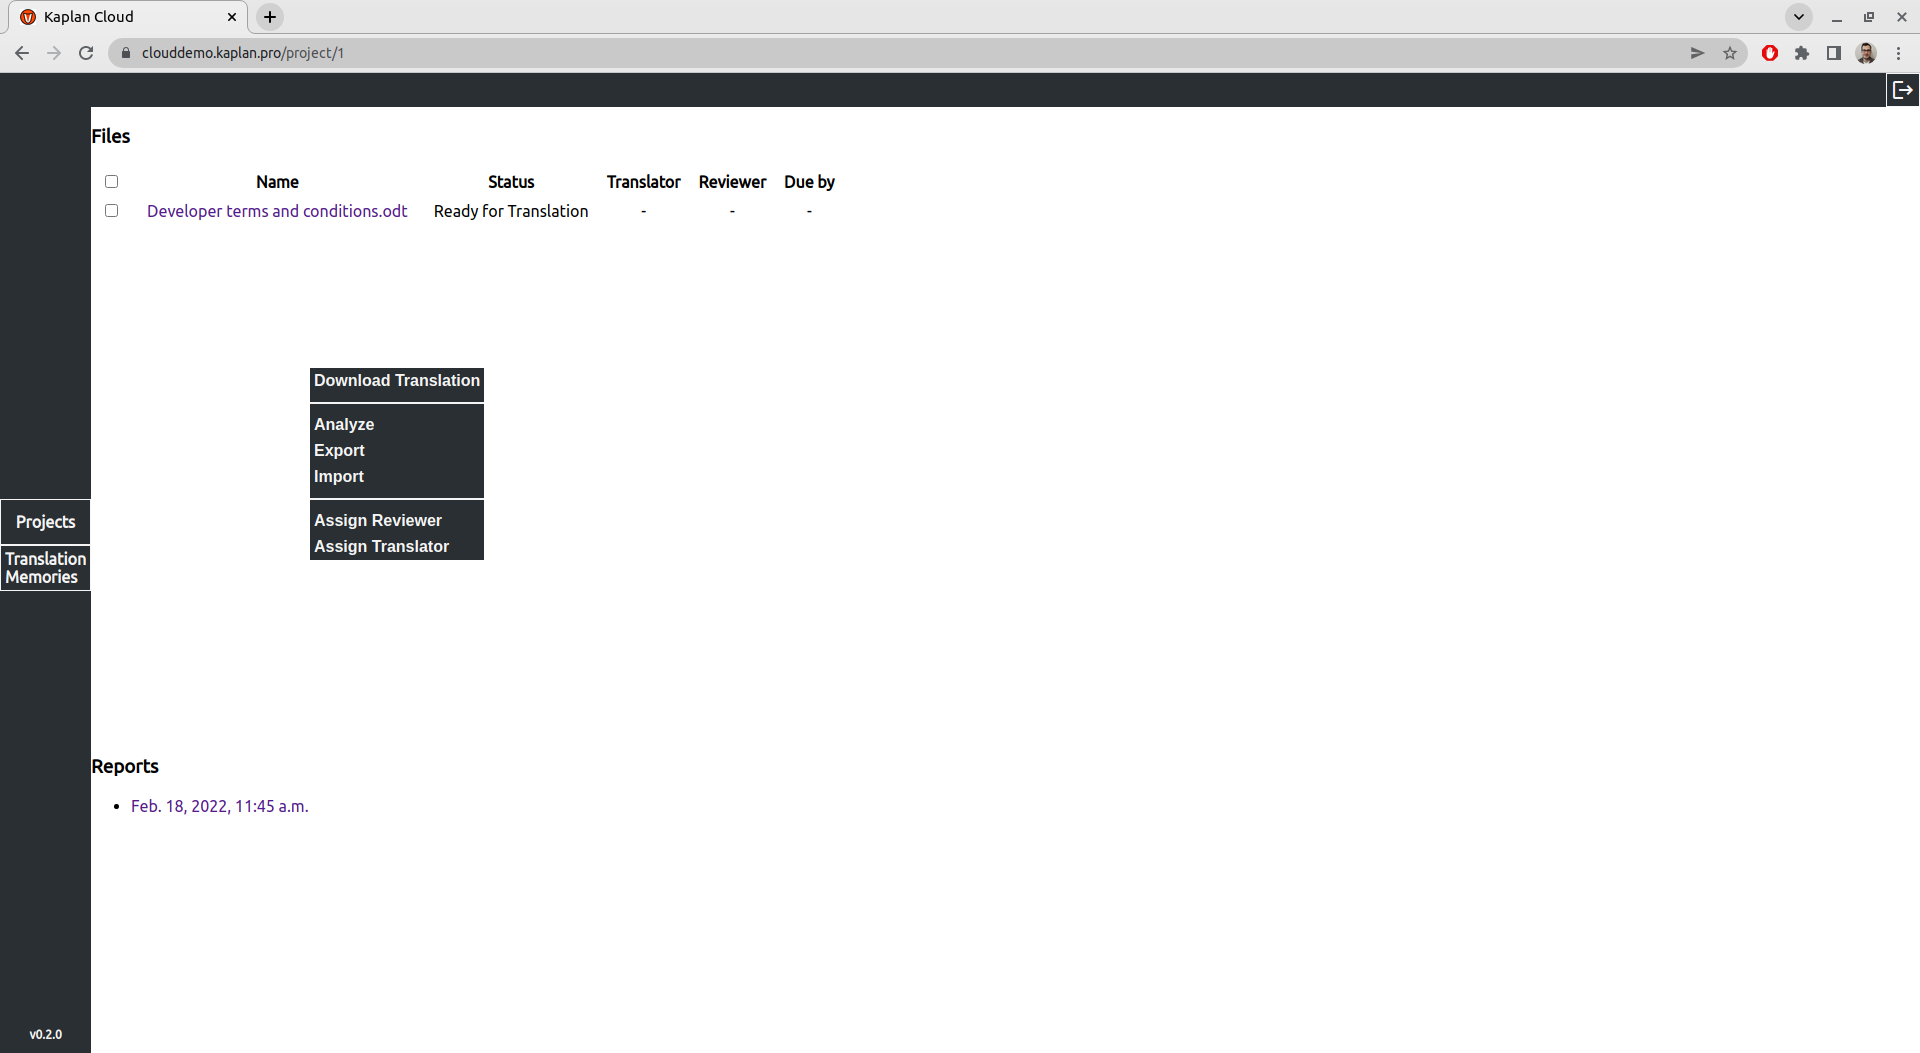 Kaplan Cloud
clouddemo.kaplan.pro/project/1
Files
Name Status Translator Reviewer Due by
Developer terms and conditions.odt Ready for Translation - - -
Download Translation
Analyze
Export
Import
Assign Reviewer
Assign Translator
Projects
Translation
Memories
Reports
Feb. 18, 2022, 11:45 a.m.
v0.2.0